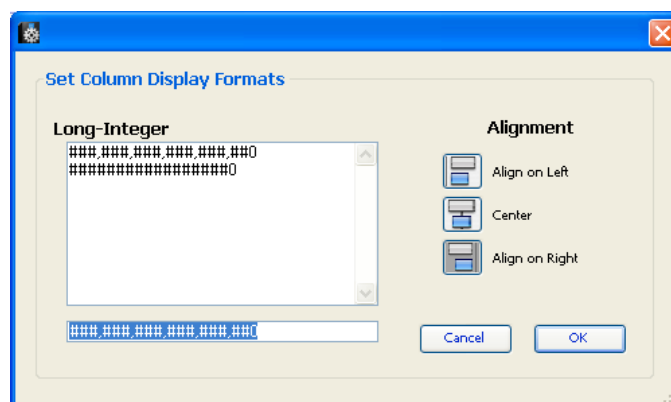 Set Column Display Formats
Long-Integer
###,###,###,###,###,##0
#################0
###,###,###,###,###,##0
Alignment
Align on Left
Center
Align on Right
Cancel
OK